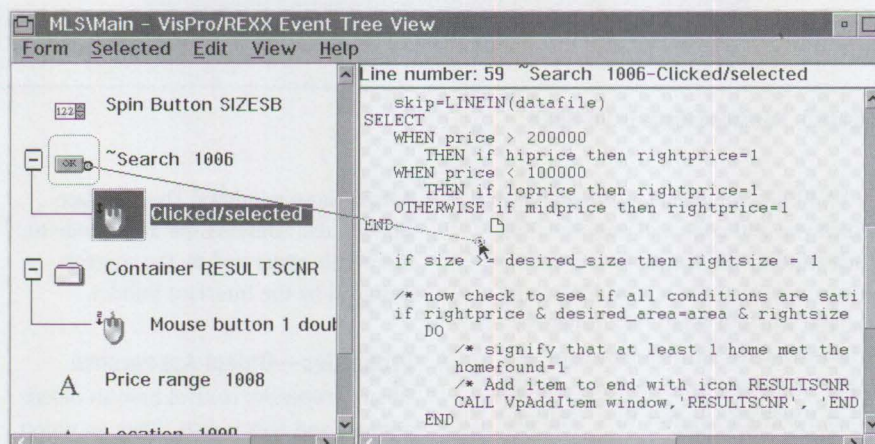 MLS\Main - VisPro/REXX Event Tree View
Form Selected Edit View Help
122
Spin Button SIZESB
OK
~Search 1006
Clicked/selected
Container RESULTSCNR
Mouse button 1 doul
A Price range 1008
Location 1009
Line number: 59 ~Search 1006-Clicked/selected
skip=LINEIN(datafile)
SELECT
WHEN price > 200000
THEN if hiprice then rightprice=1
WHEN price < 100000
THEN if loprice then rightprice=1
OTHERWISE if midprice then rightprice=1
END
if size >= desired_size then rightsize = 1
/* now check to see if all conditions are sati
if rightprice & desired_area=area & rightsize
DO
/* signify that at least 1 home met the
homefound=1
/* Add item to end with icon RESULTSCNR
CALL VpAddItem window,'RESULTSCNR', 'END
END